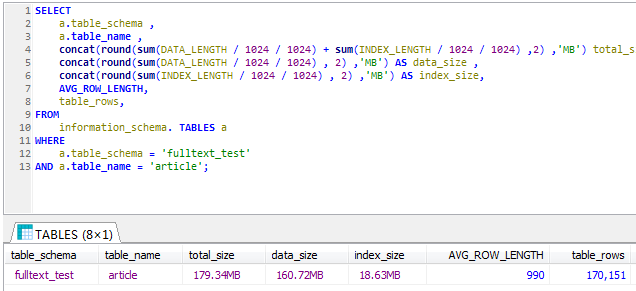 1 SELECT
2 a.table_schema ,
3 a.table_name ,
4 concat(round(sum(DATA_LENGTH / 1024 / 1024) + sum(INDEX_LENGTH / 1024 / 1024) ,2) ,'MB') total_s
5 concat(round(sum(DATA_LENGTH / 1024 / 1024) , 2) ,'MB') AS data_size ,
6 concat(round(sum(INDEX_LENGTH / 1024 / 1024) , 2) ,'MB') AS index_size,
7 AVG_ROW_LENGTH,
8 table_rows,
9 FROM
10 information_schema. TABLES a
11 WHERE
12 a.table_schema = 'fulltext_test'
13 AND a.table_name = 'article';
TABLES (8×1)
table_schema table_name total_size data_size index_size AVG_ROW_LENGTH table_rows
fulltext_test article 179.34MB 160.72MB 18.63MB 990 170,151